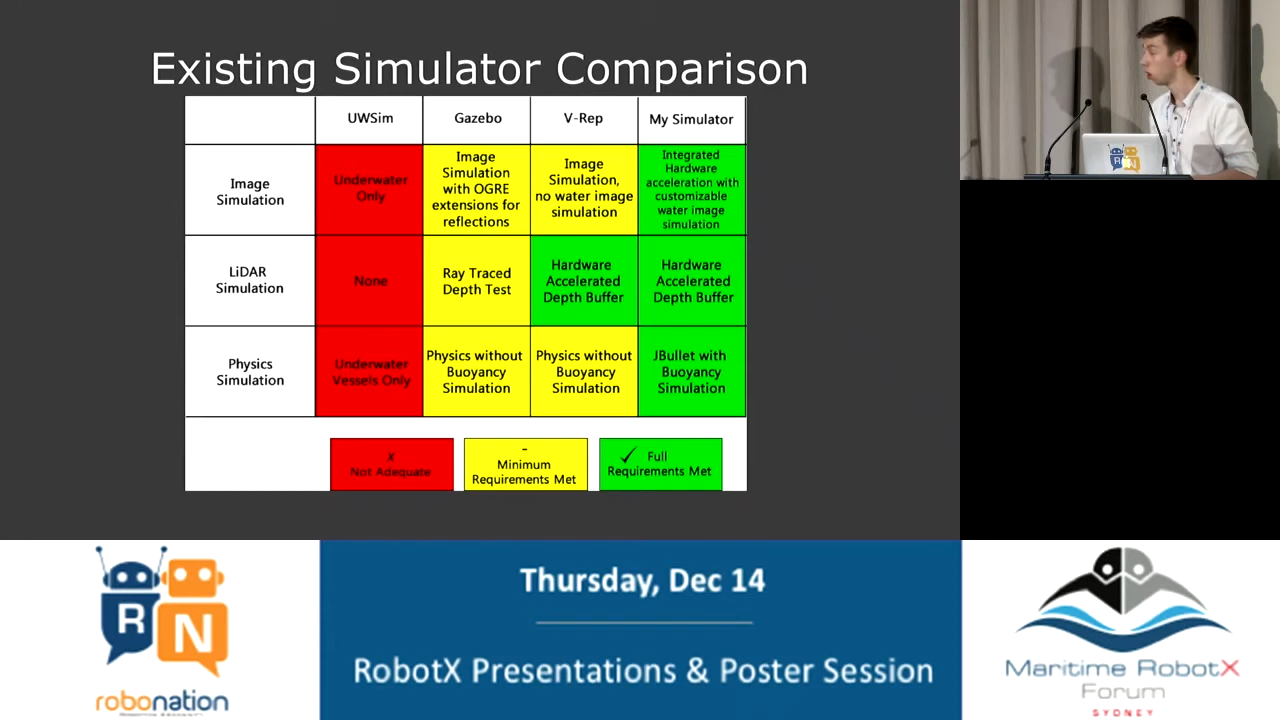 Existing Simulator Comparison
UWSim
Gazebo
V-Rep
My Simulator
Image
Simulation
Underwater
Only
Image
Simulation
with OGRE
extensions for
reflections
Image
Simulation,
no water image
simulation
Integrated
Hardware
acceleration with
customizable
water image
simulation
LiDAR
Simulation
None
Ray Traced
Depth Test
Hardware
Accelerated
Depth Buffer
Hardware
Accelerated
Depth Buffer
Physics
Simulation
Underwater
Vessels Only
Physics without
Buoyancy
Simulation
Physics without
Buoyancy
Simulation
JBullet with
Buoyancy
Simulation
X
Not Adequate
-
Minimum
Requirements Met
✓ Full
Requirements Met
RN
RN
robonation
Thursday, Dec 14
RobotX Presentations & Poster Session
Maritime RobotX
Forum
SYDNEY